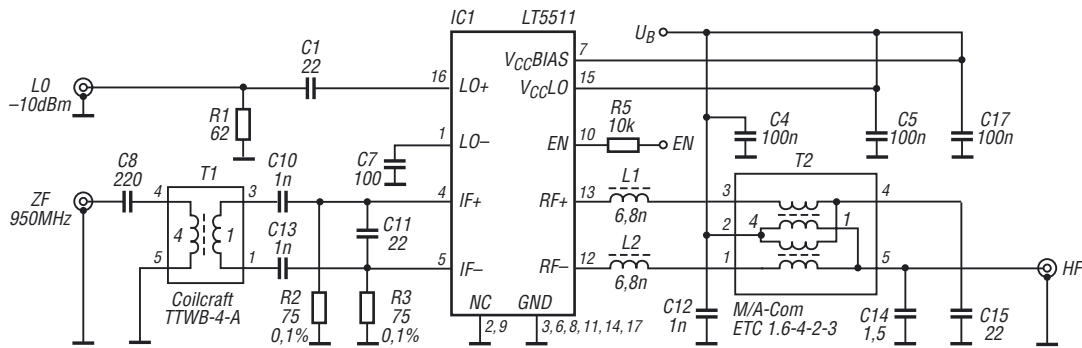 IC1
LT5511
LO
–10dBm
C1
22
R1
62
16
LO+
1
LO–
C7
100
C8
220
T1
ZF
950MHz
4
3
5
1
4
1
Coilcraft
TTWB-4-A
C10
1n
C13
1n
C11
22
R2
75
0,1%
R3
75
0,1%
4
IF+
5
IF–
NC
2,9
GND
3,6,8,11,14,17
UB
VCCBIAS
7
VCCLO
15
EN
10
R5
10k
EN
RF+
13
L1
6,8n
RF–
12
L2
6,8n
C4
100n
C5
100n
C17
100n
T2
3
4
2
4
1
1
5
M/A-Com
ETC 1.6-4-2-3
C12
1n
C14
1,5
C15
22
HF